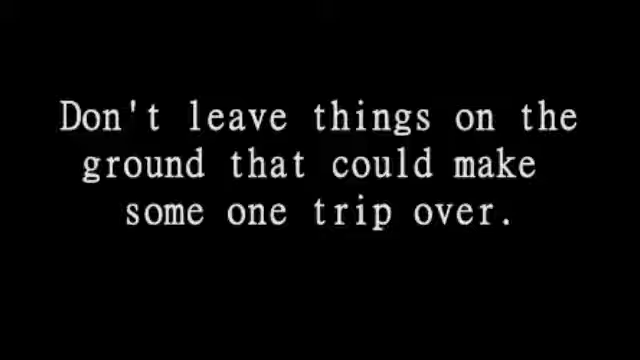 Don't leave things on the
ground that could make
some one trip over.